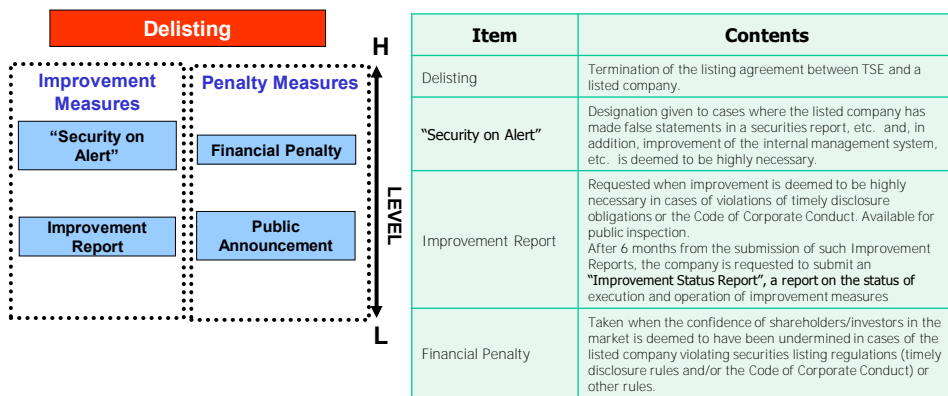 Delisting
H
Improvement
Measures
Penalty Measures
“Security on
Alert”
Financial Penalty
Improvement
Report
Public
Announcement
LEVEL
L
Item
Contents
Delisting
Termination of the listing agreement between TSE and a
listed company.
“Security on Alert”
Designation given to cases where the listed company has
made false statements in a securities report, etc. and, in
addition, improvement of the internal management system,
etc. is deemed to be highly necessary.
Improvement Report
Requested when improvement is deemed to be highly
necessary in cases of violations of timely disclosure
obligations or the Code of Corporate Conduct. Available for
public inspection.
After 6 months from the submission of such Improvement
Reports, the company is requested to submit an
“Improvement Status Report”, a report on the status of
execution and operation of improvement measures
Financial Penalty
Taken when the confidence of shareholders/investors in the
market is deemed to have been undermined in cases of the
listed company violating securities listing regulations (timely
disclosure rules and/or the Code of Corporate Conduct) or
other rules.